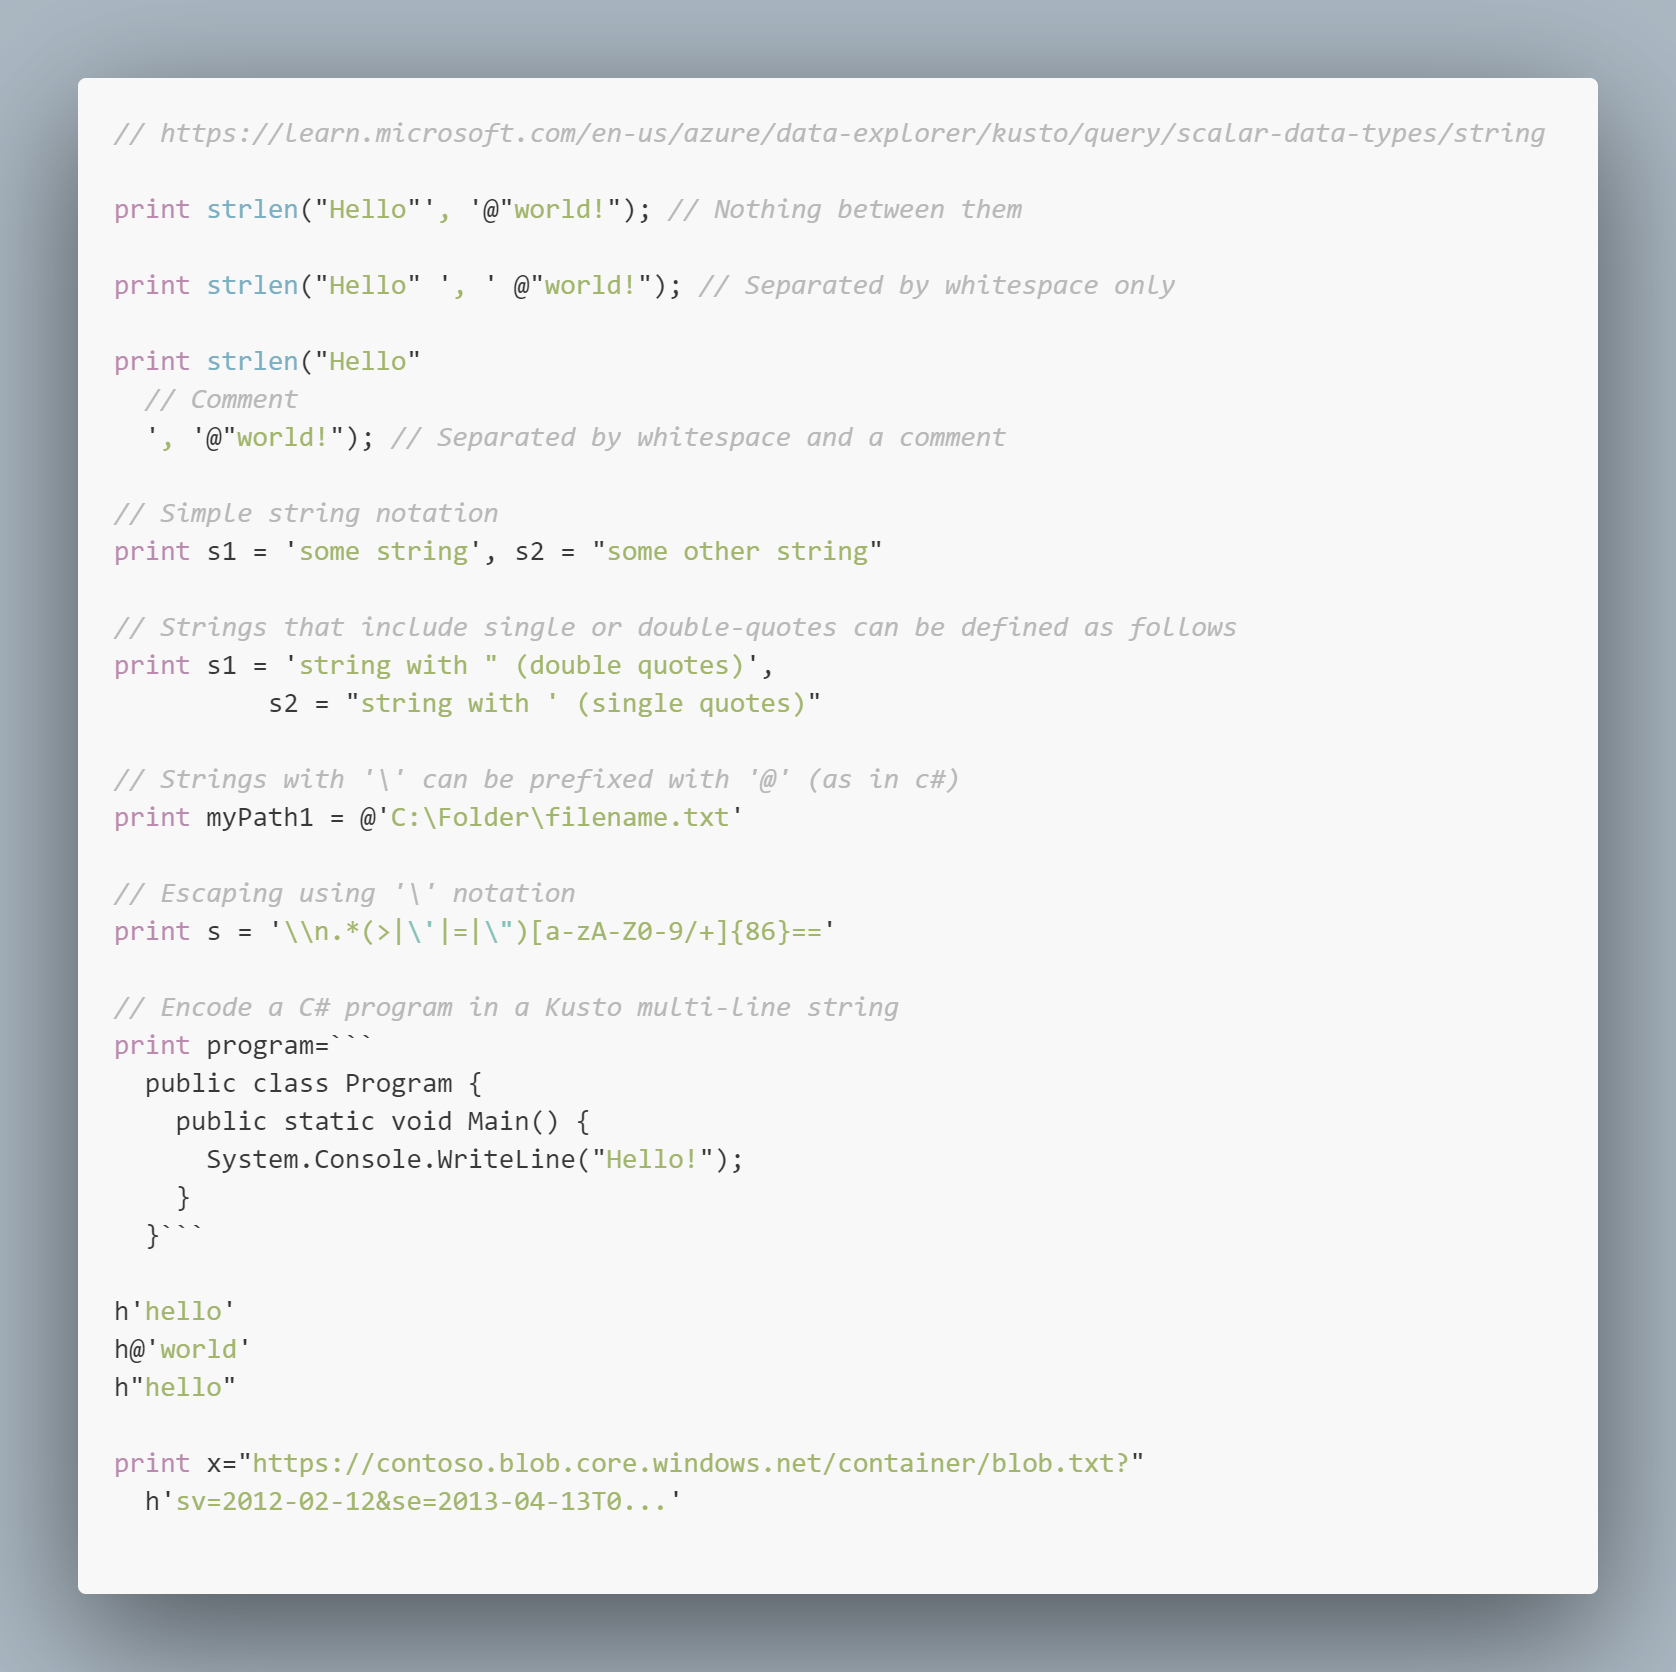 // https://learn.microsoft.com/en-us/azure/data-explorer/kusto/query/scalar-data-types/string

print strlen("Hello"', '@"world!"); // Nothing between them

print strlen("Hello" ', ' @"world!"); // Separated by whitespace only

print strlen("Hello"
  // Comment
  ', '@"world!"); // Separated by whitespace and a comment

// Simple string notation
print s1 = 'some string', s2 = "some other string"

// Strings that include single or double-quotes can be defined as follows
print s1 = 'string with " (double quotes)',
          s2 = "string with ' (single quotes)"

// Strings with '\' can be prefixed with '@' (as in c#)
print myPath1 = @'C:\Folder\filename.txt'

// Escaping using '\' notation
print s = '\\n.*(>|\'|=|\")[a-zA-Z0-9/+]{86}=='

// Encode a C# program in a Kusto multi-line string
print program=```
  public class Program {
    public static void Main() {
      System.Console.WriteLine("Hello!");
    }
  }```

h'hello'
h@'world'
h"hello"

print x="https://contoso.blob.core.windows.net/container/blob.txt?"
  h'sv=2012-02-12&se=2013-04-13T0...'